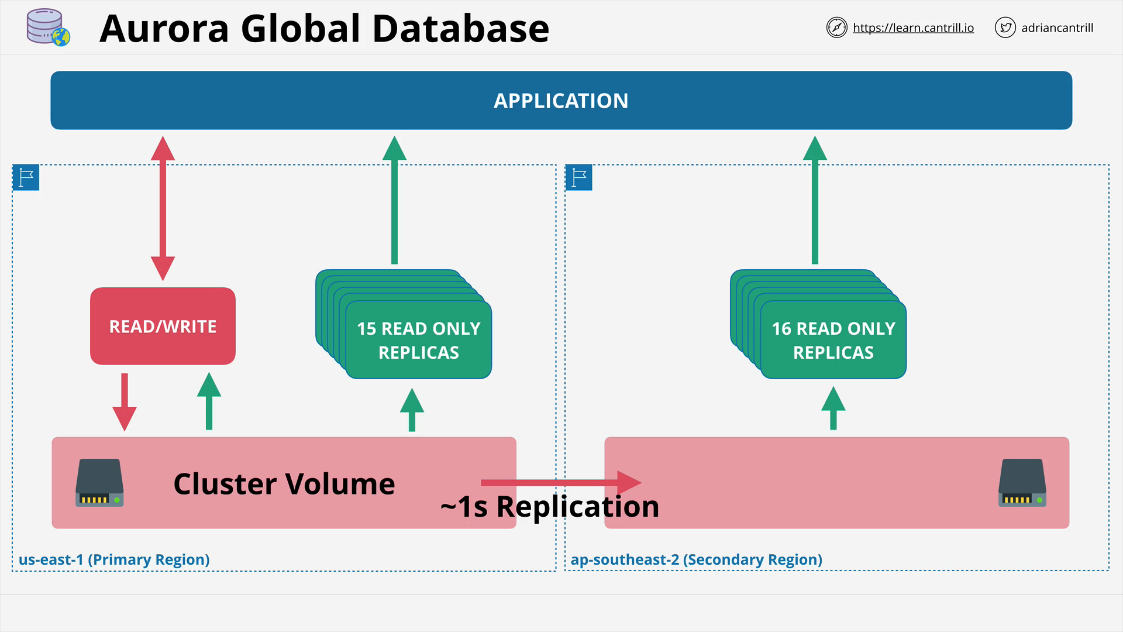 Aurora Global Database
https://learn.cantrill.io
adriancantrill
APPLICATION
READ/WRITE
15 READ ONLY
REPLICAS
16 READ ONLY
REPLICAS
Cluster Volume
~1s Replication
us-east-1 (Primary Region)
ap-southeast-2 (Secondary Region)